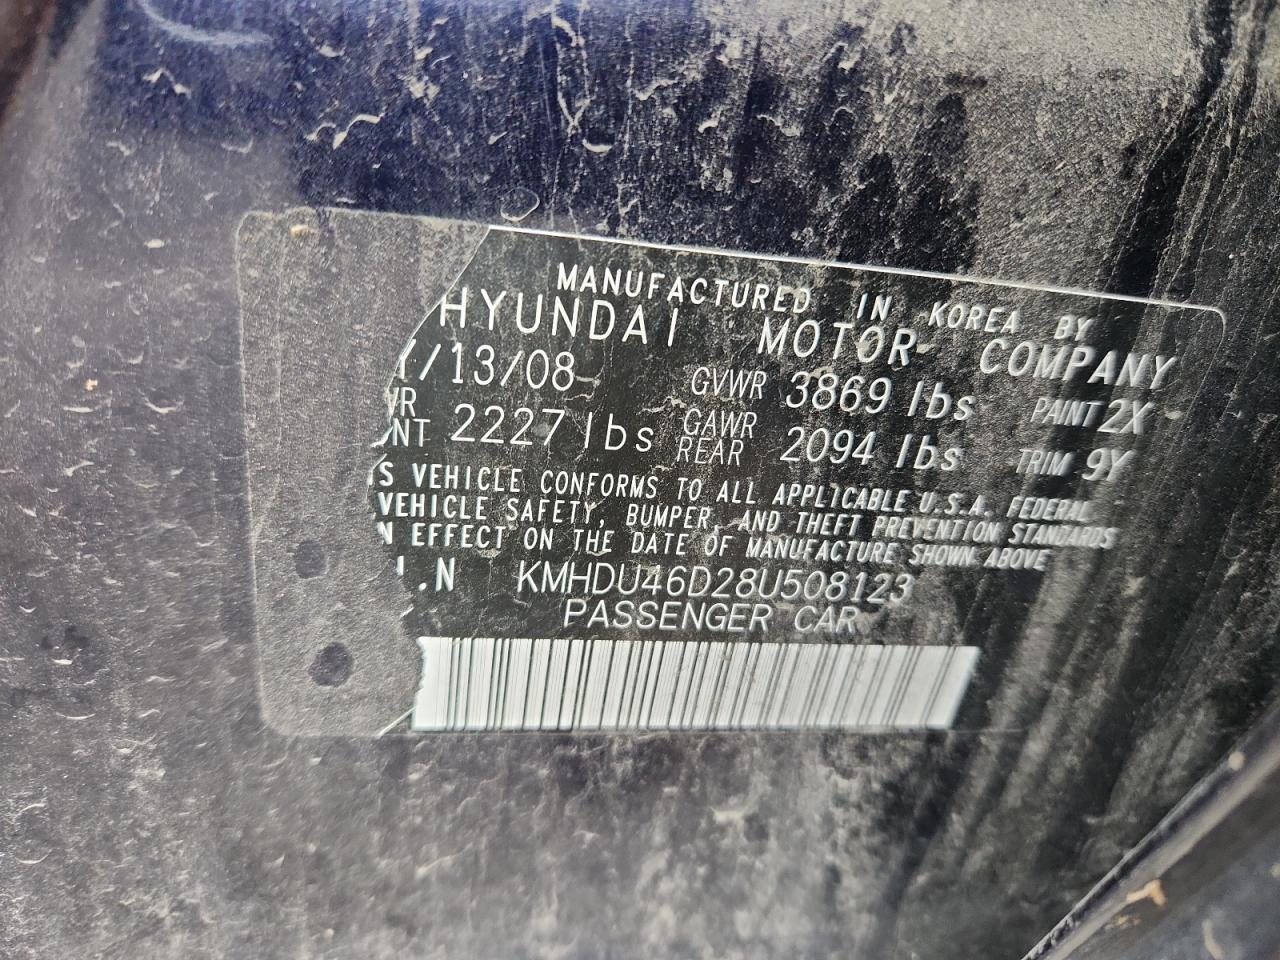 MANUFACTURED IN KOREA BY
HYUNDAI MOTOR COMPANY
/13/08 GVWR 3869 lbs PAINT 2X
VR GAWR
NT 2227 lbs REAR 2094 lbs TRIM 9Y
S VEHICLE CONFORMS TO ALL APPLICABLE U.S.A. FEDERAL
VEHICLE SAFETY, BUMPER, AND THEFT PREVENTION STANDARDS
N EFFECT ON THE DATE OF MANUFACTURE SHOWN ABOVE
.N KMHDU46D28U508123
PASSENGER CAR